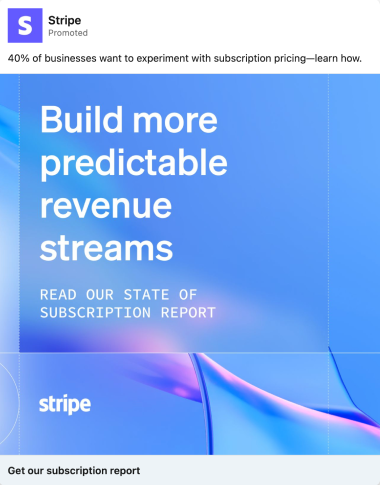 S
Stripe
Promoted
40% of businesses want to experiment with subscription pricing—learn how.
Build more
predictable
revenue
streams
READ OUR STATE OF
SUBSCRIPTION REPORT
stripe
Get our subscription report